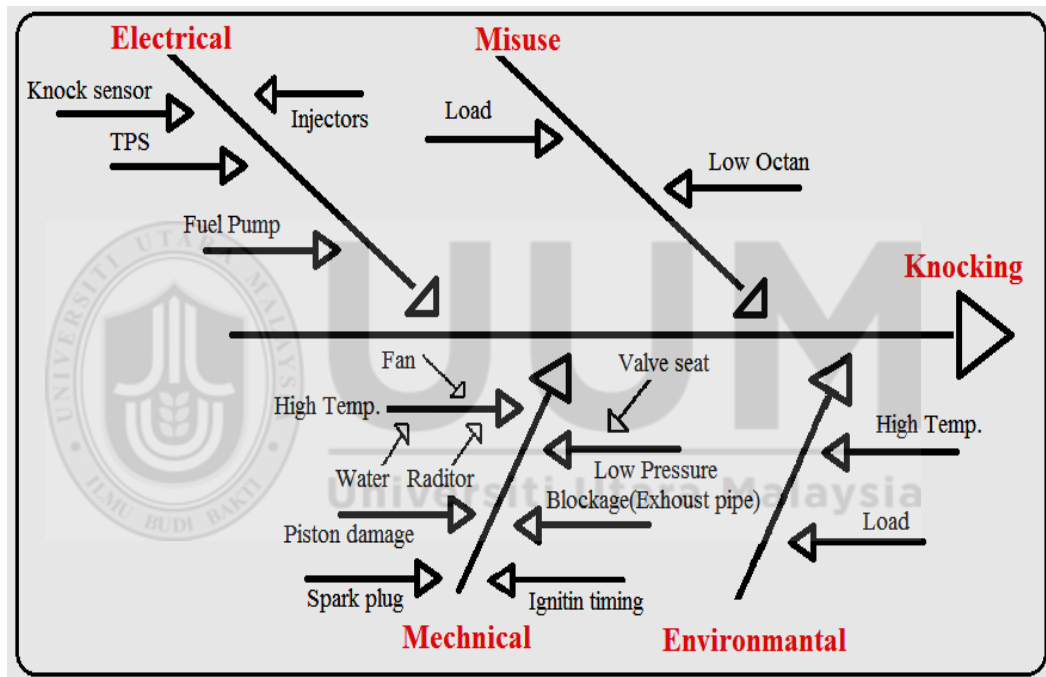 Electrical
Misuse
Knock sensor
Injectors
Load
TPS
Low Octan
Fuel Pump
Knocking
Fan
Valve seat
High Temp.
High Temp.
Water
Raditor
Low Pressure
Blockage(Exhaust pipe)
Piston damage
Load
Spark plug
Ignitin timing
Mechnical
Environmantal
UNIVERSITI UTARA MALAYSIA
ILMU BUDI BAKTI
UUM
Universiti Utara Malaysia